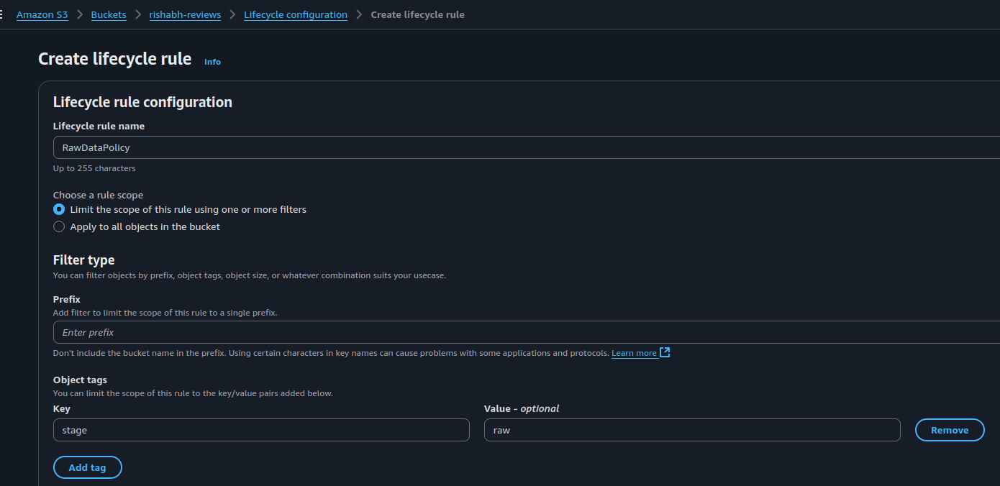 Amazon S3 > Buckets > rishabh-reviews > Lifecycle configuration > Create lifecycle rule
Create lifecycle rule Info
Lifecycle rule configuration
Lifecycle rule name
RawDataPolicy
Up to 255 characters
Choose a rule scope
Limit the scope of this rule using one or more filters
Apply to all objects in the bucket
Filter type
You can filter objects by prefix, object tags, object size, or whatever combination suits your usecase.
Prefix
Add filter to limit the scope of this rule to a single prefix.
Enter prefix
Don't include the bucket name in the prefix. Using certain characters in key names can cause problems with some applications and protocols. Learn more
Object tags
You can limit the scope of this rule to the key/value pairs added below.
Key Value - optional
stage raw Remove
Add tag